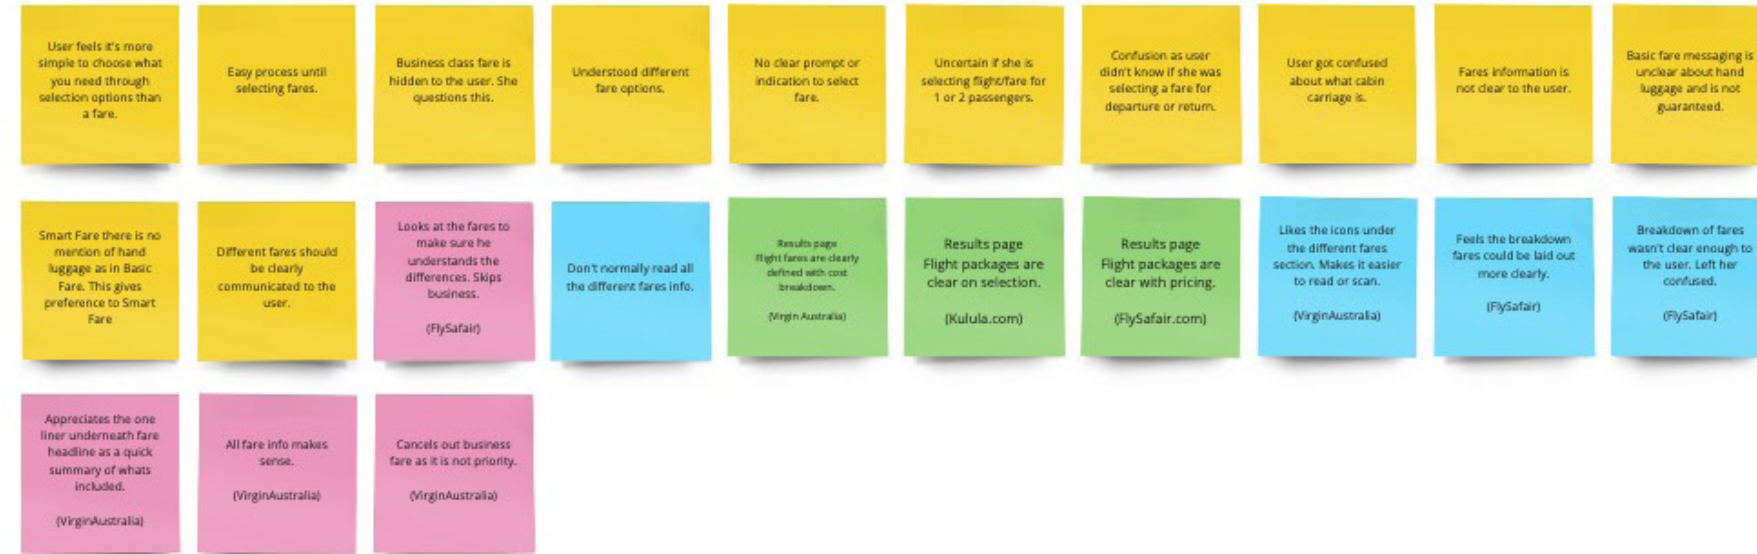 User feels it's more
simple to choose what
you need through
selection options than
a fare.
Easy process until
selecting fares.
Business class fare is
hidden to the user. She
questions this.
Understood different
fare options.
No clear prompt or
indication to select
fare.
Uncertain if she is
selecting flight/fare for
1 or 2 passengers.
Confusion as user
didn't know if she was
selecting a fare for
departure or return.
User got confused
about what cabin
carriage is.
Fares information is
not clear to the user.
Basic fare messaging is
unclear about hand
luggage and is not
guaranteed.
Smart Fare there is no
mention of hand
luggage as in Basic
Fare. This gives
preference to Smart
Fare
Different fares should
be clearly
communicated to the
user.
Looks at the fares to
make sure he
understands the
differences. Skips
business.
(FlySafair)
Don't normally read all
the different fares info.
Results page
Flight fares are clearly
defined with cost
breakdown.
(Virgin Australia)
Results page
Flight packages are
clear on selection.
(Kulula.com)
Results page
Flight packages are
clear with pricing.
(FlySafair.com)
Likes the icons under
the different fares
section. Makes it easier
to read or scan.
(VirginAustralia)
Feels the breakdown
fares could be laid out
more clearly.
(FlySafair)
Breakdown of fares
wasn't clear enough to
the user. Left her
confused.
(FlySafair)
Appreciates the one
liner underneath fare
headline as a quick
summary of whats
included.
(VirginAustralia)
All fare info makes
sense.
(VirginAustralia)
Cancels out business
fare as it is not priority.
(VirginAustralia)